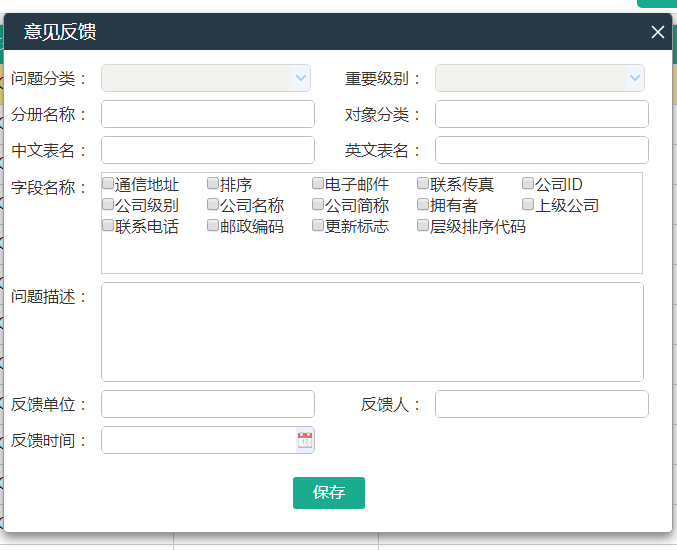 意见反馈
问题分类： 重要级别：
分册名称： 对象分类：
中文表名： 英文表名：
字段名称： 通信地址 排序 电子邮件 联系传真 公司ID
公司级别 公司名称 公司简称 拥有者 上级公司
联系电话 邮政编码 更新标志 层级排序代码
问题描述：
反馈单位： 反馈人：
反馈时间：
保存